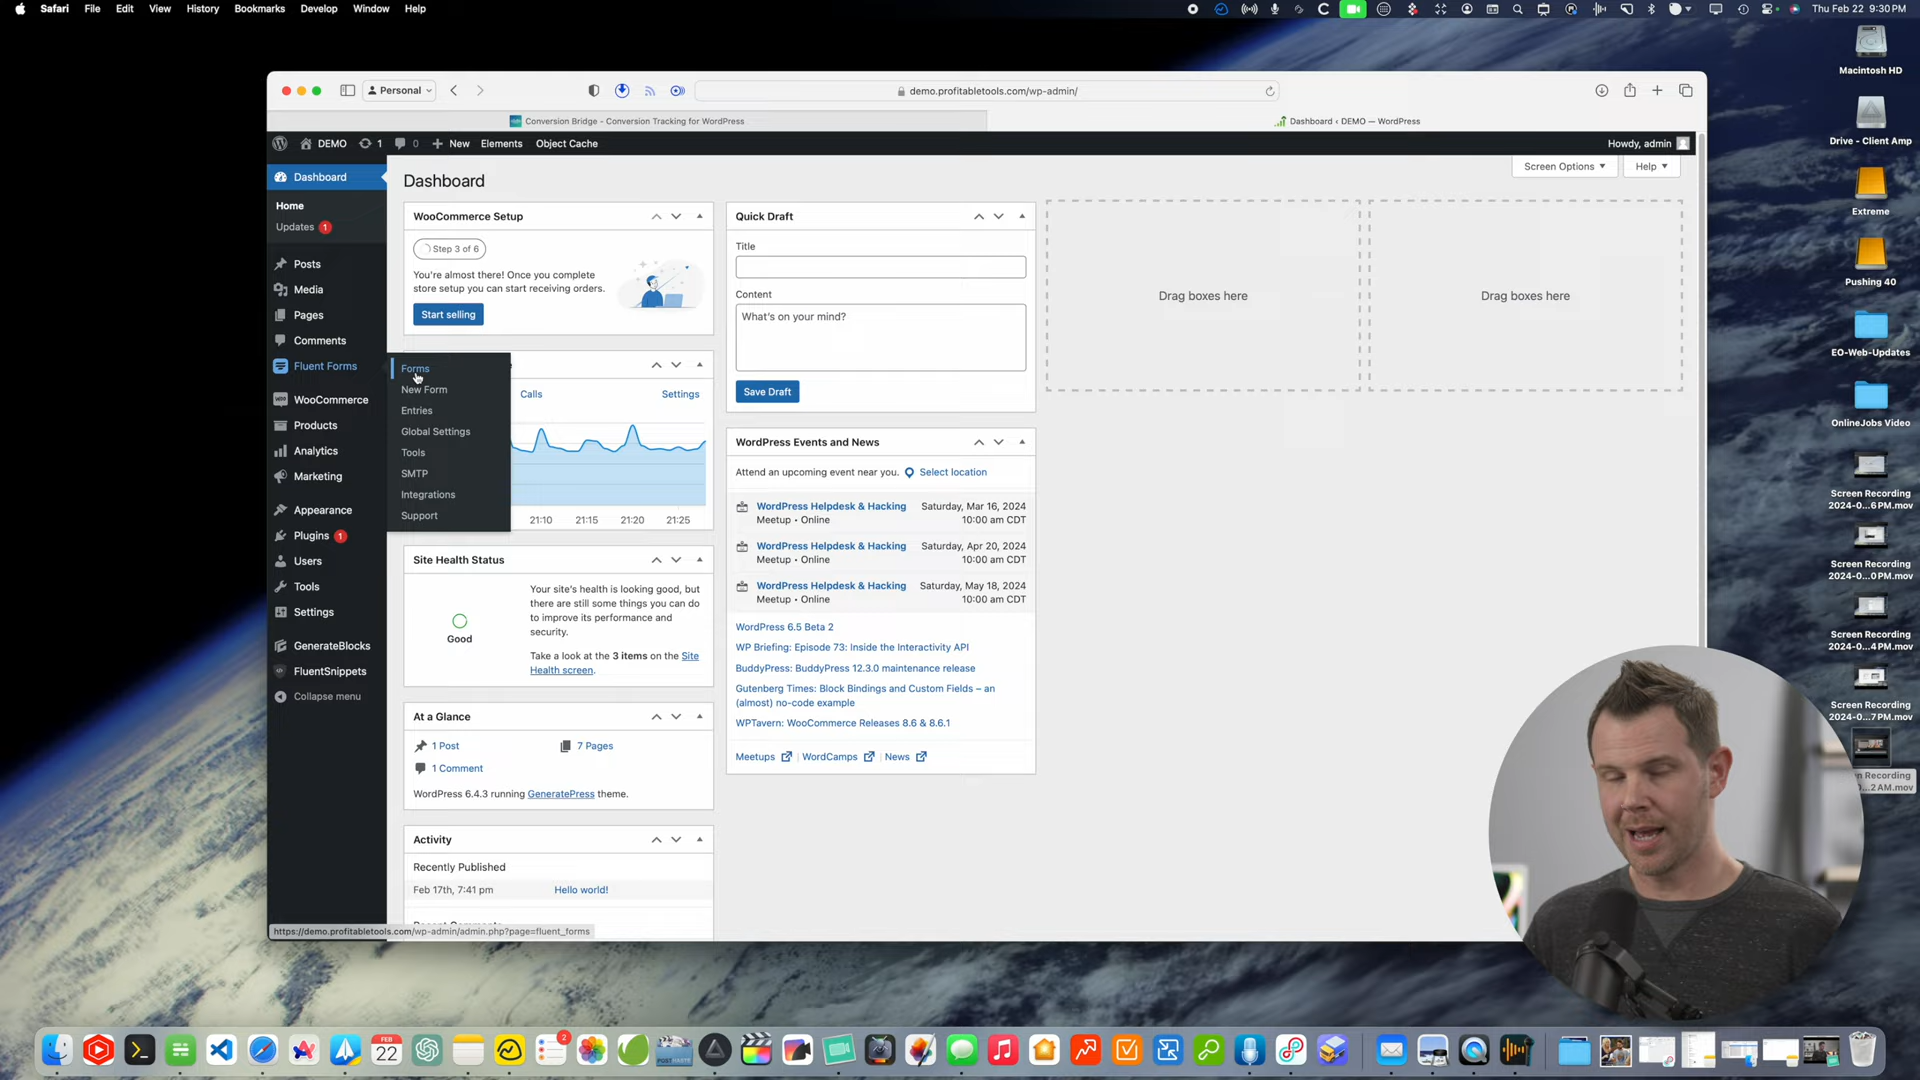 Safari File Edit View History Bookmarks Develop Window Help
Thu Feb 22 9:30 PM
Personal
demo.profitabletools.com/wp-admin/
Conversion Bridge - Conversion Tracking for WordPress
Dashboard ‹ DEMO — WordPress
DEMO 1 0 New Elements Object Cache
Howdy, admin
Dashboard
Home
Updates 1
Posts
Media
Pages
Comments
Fluent Forms
WooCommerce
Products
Analytics
Marketing
Appearance
Plugins 1
Users
Tools
Settings
GenerateBlocks
FluentSnippets
Collapse menu
Forms
New Form
Entries
Global Settings
Tools
SMTP
Integrations
Support
Dashboard
Screen Options
Help
WooCommerce Setup
Step 3 of 6
You're almost there! Once you complete
store setup you can start receiving orders.
Start selling
Calls
Settings
21:10 21:15 21:20 21:25
Site Health Status
Good
Your site's health is looking good, but
there are still some things you can do
to improve its performance and
security.
Take a look at the 3 items on the Site
Health screen.
At a Glance
1 Post
7 Pages
1 Comment
WordPress 6.4.3 running GeneratePress theme.
Activity
Recently Published
Feb 17th, 7:41 pm
Hello world!
https://demo.profitabletools.com/wp-admin/admin.php?page=fluent_forms
Quick Draft
Title
Content
What's on your mind?
Save Draft
WordPress Events and News
Attend an upcoming event near you. Select location
WordPress Helpdesk & Hacking
Meetup • Online
Saturday, Mar 16, 2024
10:00 am CDT
WordPress Helpdesk & Hacking
Meetup • Online
Saturday, Apr 20, 2024
10:00 am CDT
WordPress Helpdesk & Hacking
Meetup • Online
Saturday, May 18, 2024
10:00 am CDT
WordPress 6.5 Beta 2
WP Briefing: Episode 73: Inside the Interactivity API
BuddyPress: BuddyPress 12.3.0 maintenance release
Gutenberg Times: Block Bindings and Custom Fields – an
(almost) no-code example
WPTavern: WooCommerce Releases 8.6 & 8.6.1
Meetups | WordCamps | News
Drag boxes here
Drag boxes here
Macintosh HD
Drive - Client Amp
Extreme
Pushing 40
EO-Web-Updates
OnlineJobs Video
Screen Recording
2024-0...6 PM.mov
Screen Recording
2024-0...0 PM.mov
Screen Recording
2024-0...4 PM.mov
Screen Recording
2024-0...7 PM.mov
Recording
...2 AM.mov
FEB
22
2